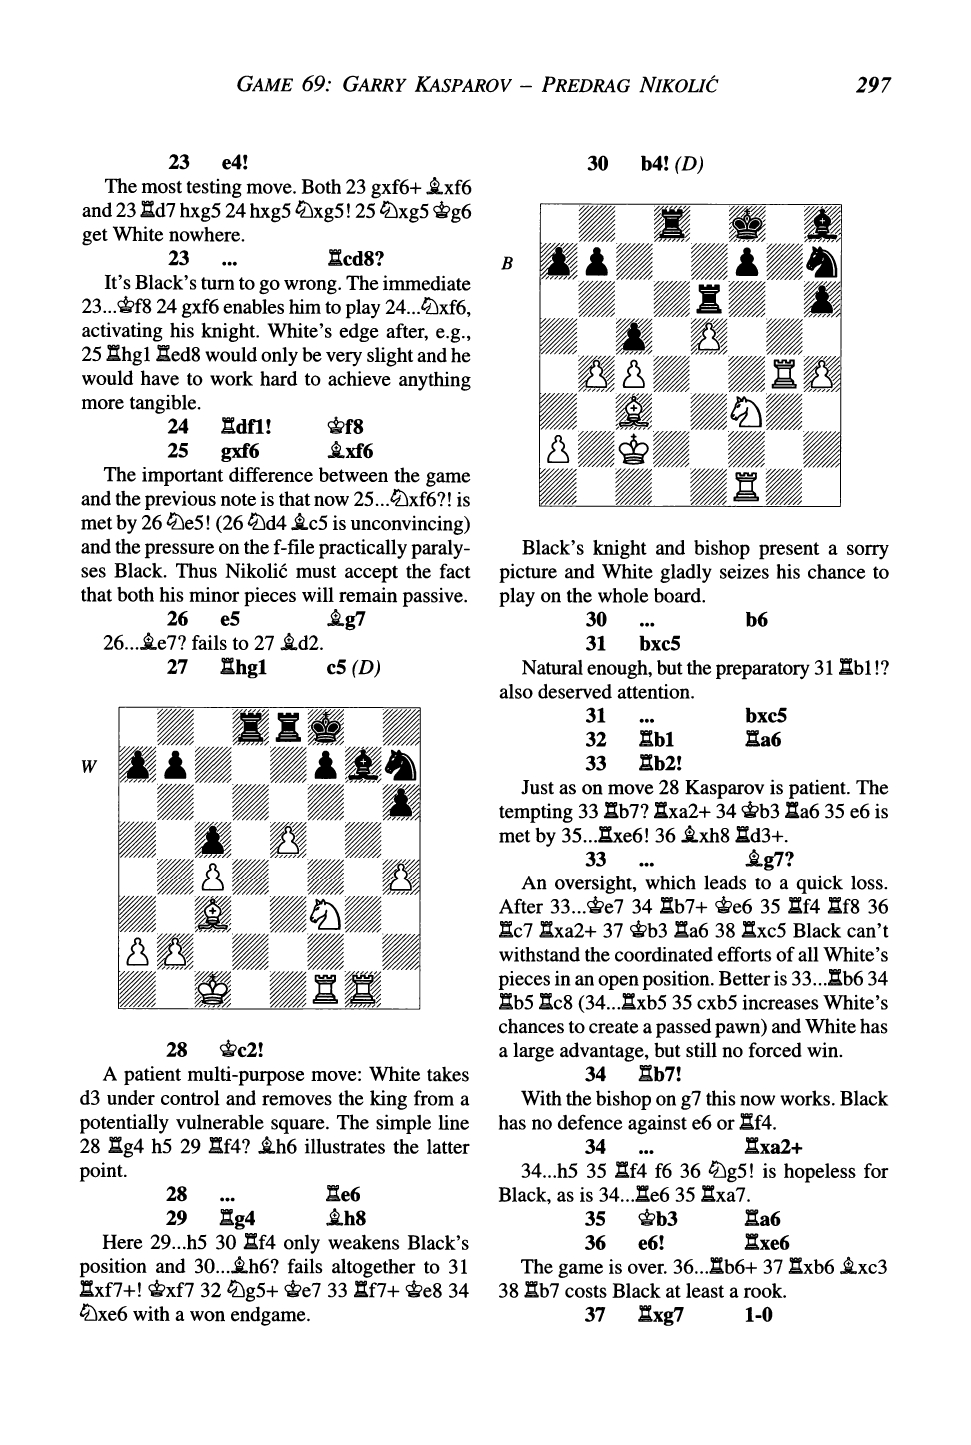 GAME 69: GARRY KASPAROV – PREDRAG NIKOLIĆ 297
23 e4!
The most testing move. Both 23 gxf6+ ♗xf6
and 23 ♖d7 hxg5 24 hxg5 ♘xg5! 25 ♘xg5 ♔g6
get White nowhere.
23 ... ♖cd8?
It's Black's turn to go wrong. The immediate
23...♔f8 24 gxf6 enables him to play 24...♘xf6,
activating his knight. White's edge after, e.g.,
25 ♖hg1 ♖ed8 would only be very slight and he
would have to work hard to achieve anything
more tangible.
24 ♖df1! ♔f8
25 gxf6 ♗xf6
The important difference between the game
and the previous note is that now 25...♘xf6?! is
met by 26 ♘e5! (26 ♘d4 ♗c5 is unconvincing)
and the pressure on the f-file practically paraly-
ses Black. Thus Nikolić must accept the fact
that both his minor pieces will remain passive.
26 e5 ♗g7
26...♗e7? fails to 27 ♗d2.
27 ♖hg1 c5 (D)
W
28 ♔c2!
A patient multi-purpose move: White takes
d3 under control and removes the king from a
potentially vulnerable square. The simple line
28 ♖g4 h5 29 ♖f4? ♗h6 illustrates the latter
point.
28 ... ♖e6
29 ♖g4 ♗h8
Here 29...h5 30 ♖f4 only weakens Black's
position and 30...♗h6? fails altogether to 31
♖xf7+! ♔xf7 32 ♘g5+ ♔e7 33 ♖f7+ ♔e8 34
♘xe6 with a won endgame.
30 b4! (D)
B
Black's knight and bishop present a sorry
picture and White gladly seizes his chance to
play on the whole board.
30 ... b6
31 bxc5
Natural enough, but the preparatory 31 ♖b1!?
also deserved attention.
31 ... bxc5
32 ♖b1 ♖a6
33 ♖b2!
Just as on move 28 Kasparov is patient. The
tempting 33 ♖b7? ♖xa2+ 34 ♔b3 ♖a6 35 e6 is
met by 35...♖xe6! 36 ♗xh8 ♖d3+.
33 ... ♗g7?
An oversight, which leads to a quick loss.
After 33...♔e7 34 ♖b7+ ♔e6 35 ♖f4 ♖f8 36
♖c7 ♖xa2+ 37 ♔b3 ♖a6 38 ♖xc5 Black can't
withstand the coordinated efforts of all White's
pieces in an open position. Better is 33...♖b6 34
♖b5 ♖c8 (34...♖xb5 35 cxb5 increases White's
chances to create a passed pawn) and White has
a large advantage, but still no forced win.
34 ♖b7!
With the bishop on g7 this now works. Black
has no defence against e6 or ♖f4.
34 ... ♖xa2+
34...h5 35 ♖f4 f6 36 ♘g5! is hopeless for
Black, as is 34...♖e6 35 ♖xa7.
35 ♔b3 ♖a6
36 e6! ♖xe6
The game is over. 36...♖b6+ 37 ♖xb6 ♗xc3
38 ♖b7 costs Black at least a rook.
37 ♖xg7 1-0